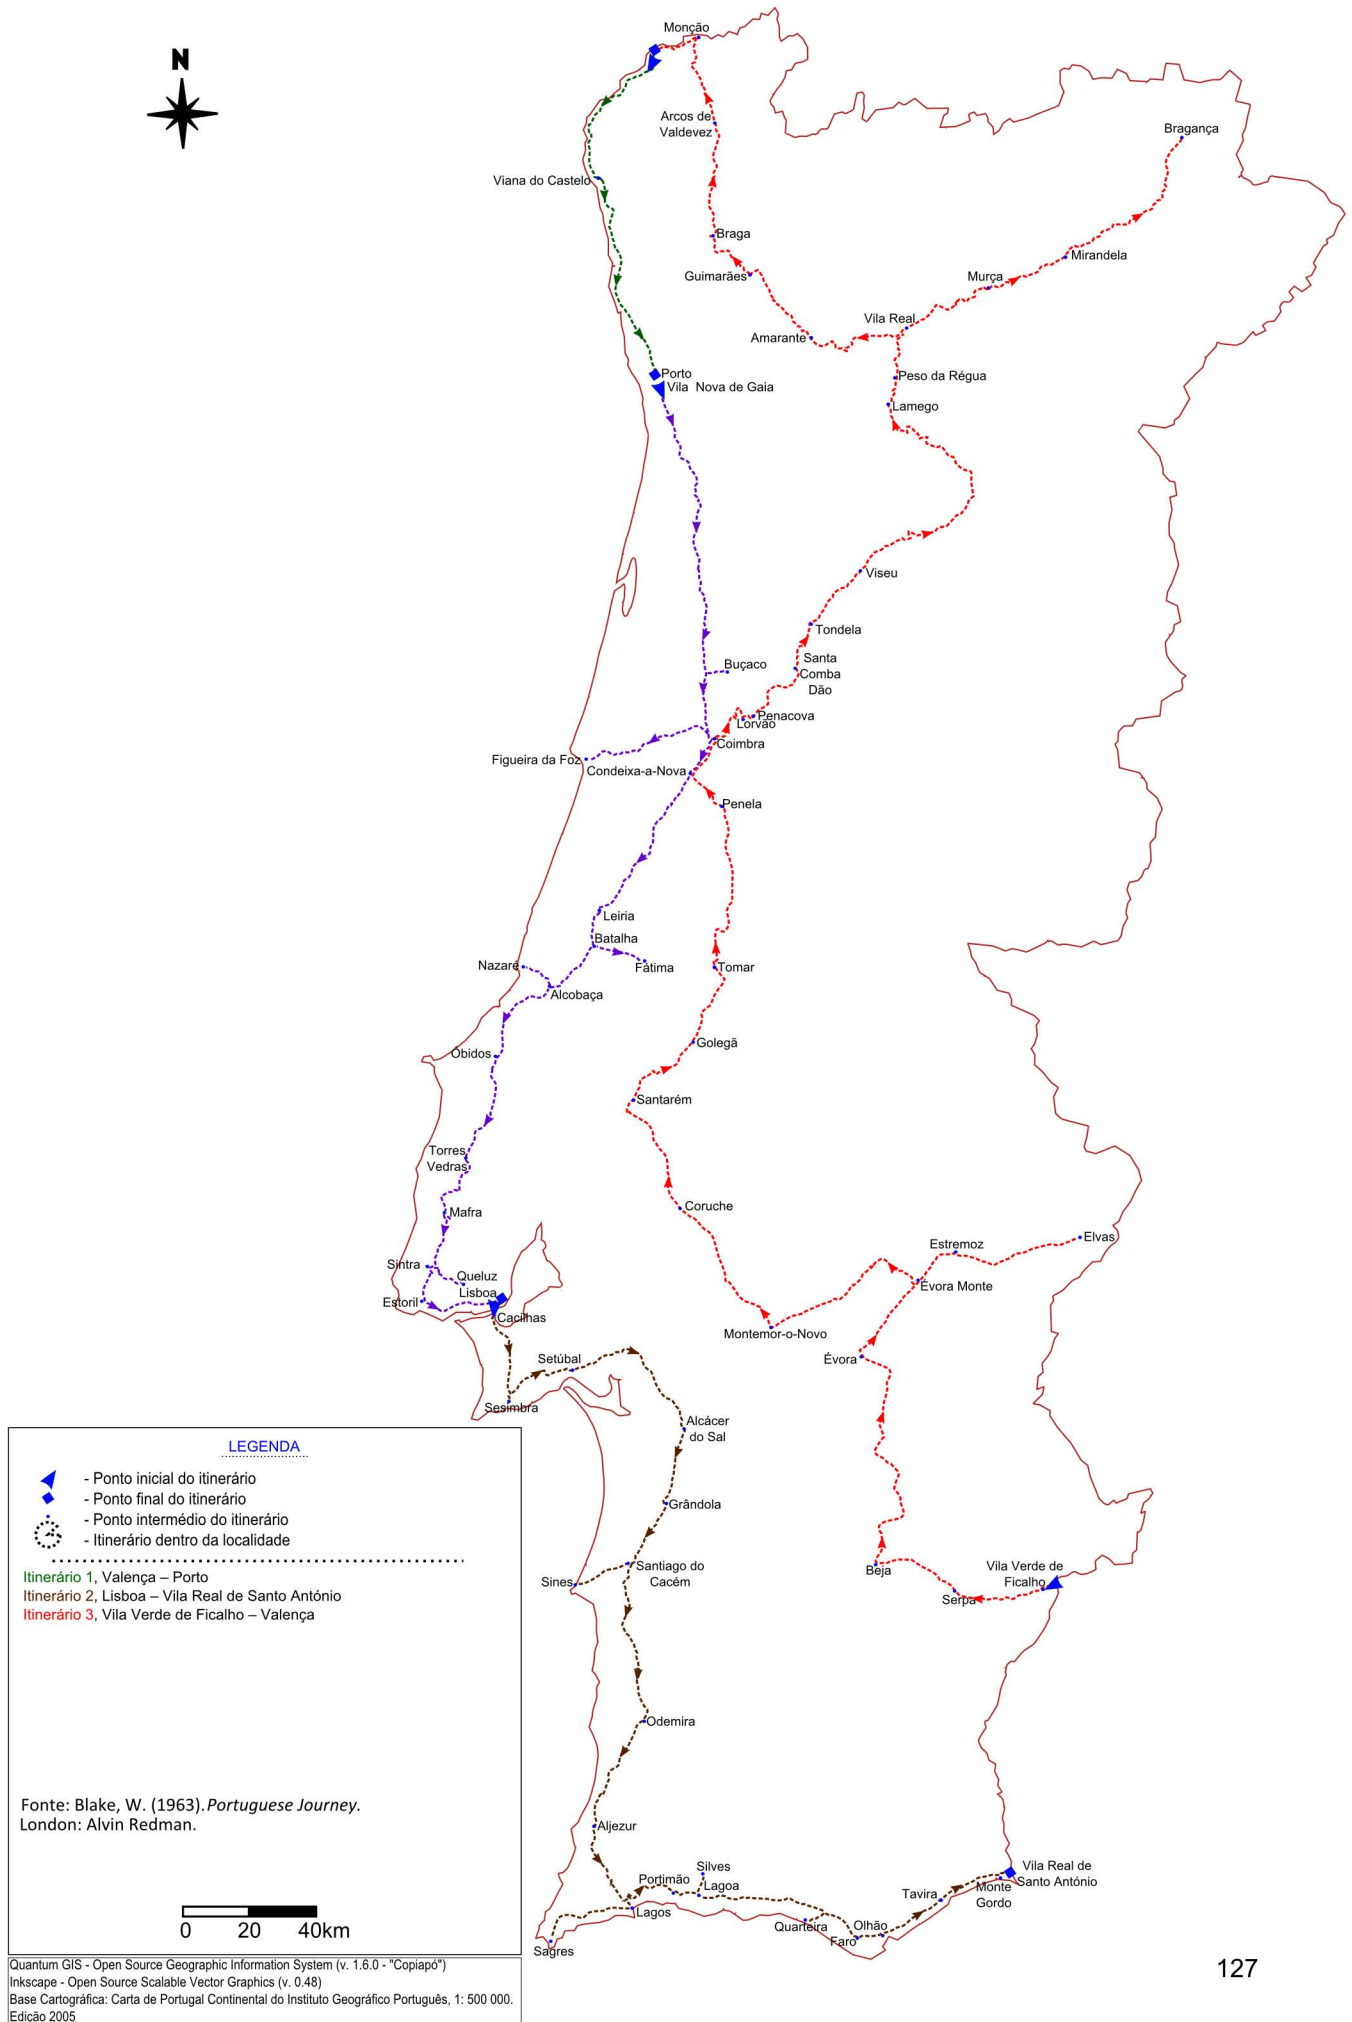 N
Monção
Arcos de
Valdevez
Bragança
Viana do Castelo
Braga
Guimarães
Mirandela
Murça
Vila Real
Amarante
Porto
Vila Nova de Gaia
Peso da Régua
Lamego
Viseu
Tondela
Santa
Comba
Dão
Buçaco
Penacova
Lorvão
Coimbra
Figueira da Foz
Condeixa-a-Nova
Penela
Leiria
Batalha
Fátima
Nazaré
Tomar
Alcobaça
Golegã
Óbidos
Santarém
Torres
Vedras
Coruche
Mafra
Estremoz
Elvas
Sintra
Queluz
Évora Monte
Lisboa
Estoril
Cacilhas
Montemor-o-Novo
Setúbal
Évora
Sesimbra
Alcácer
do Sal
Grândola
Santiago do
Cacém
Sines
Beja
Vila Verde de
Ficalho
Serpa
Odemira
Aljezur
Silves
Portimão
Lagoa
Lagos
Sagres
Quarteira
Faro
Olhão
Tavira
Monte
Gordo
Vila Real de
Santo António
LEGENDA
- Ponto inicial do itinerário
- Ponto final do itinerário
- Ponto intermédio do itinerário
- Itinerário dentro da localidade
Itinerário 1, Valença – Porto
Itinerário 2, Lisboa – Vila Real de Santo António
Itinerário 3, Vila Verde de Ficalho – Valença
Fonte: Blake, W. (1963). Portuguese Journey.
London: Alvin Redman.
0 20 40km
Quantum GIS - Open Source Geographic Information System (v. 1.6.0 - "Copiapó")
Inkscape - Open Source Scalable Vector Graphics (v. 0.48)
Base Cartográfica: Carta de Portugal Continental do Instituto Geográfico Português, 1: 500 000.
Edição 2005
127